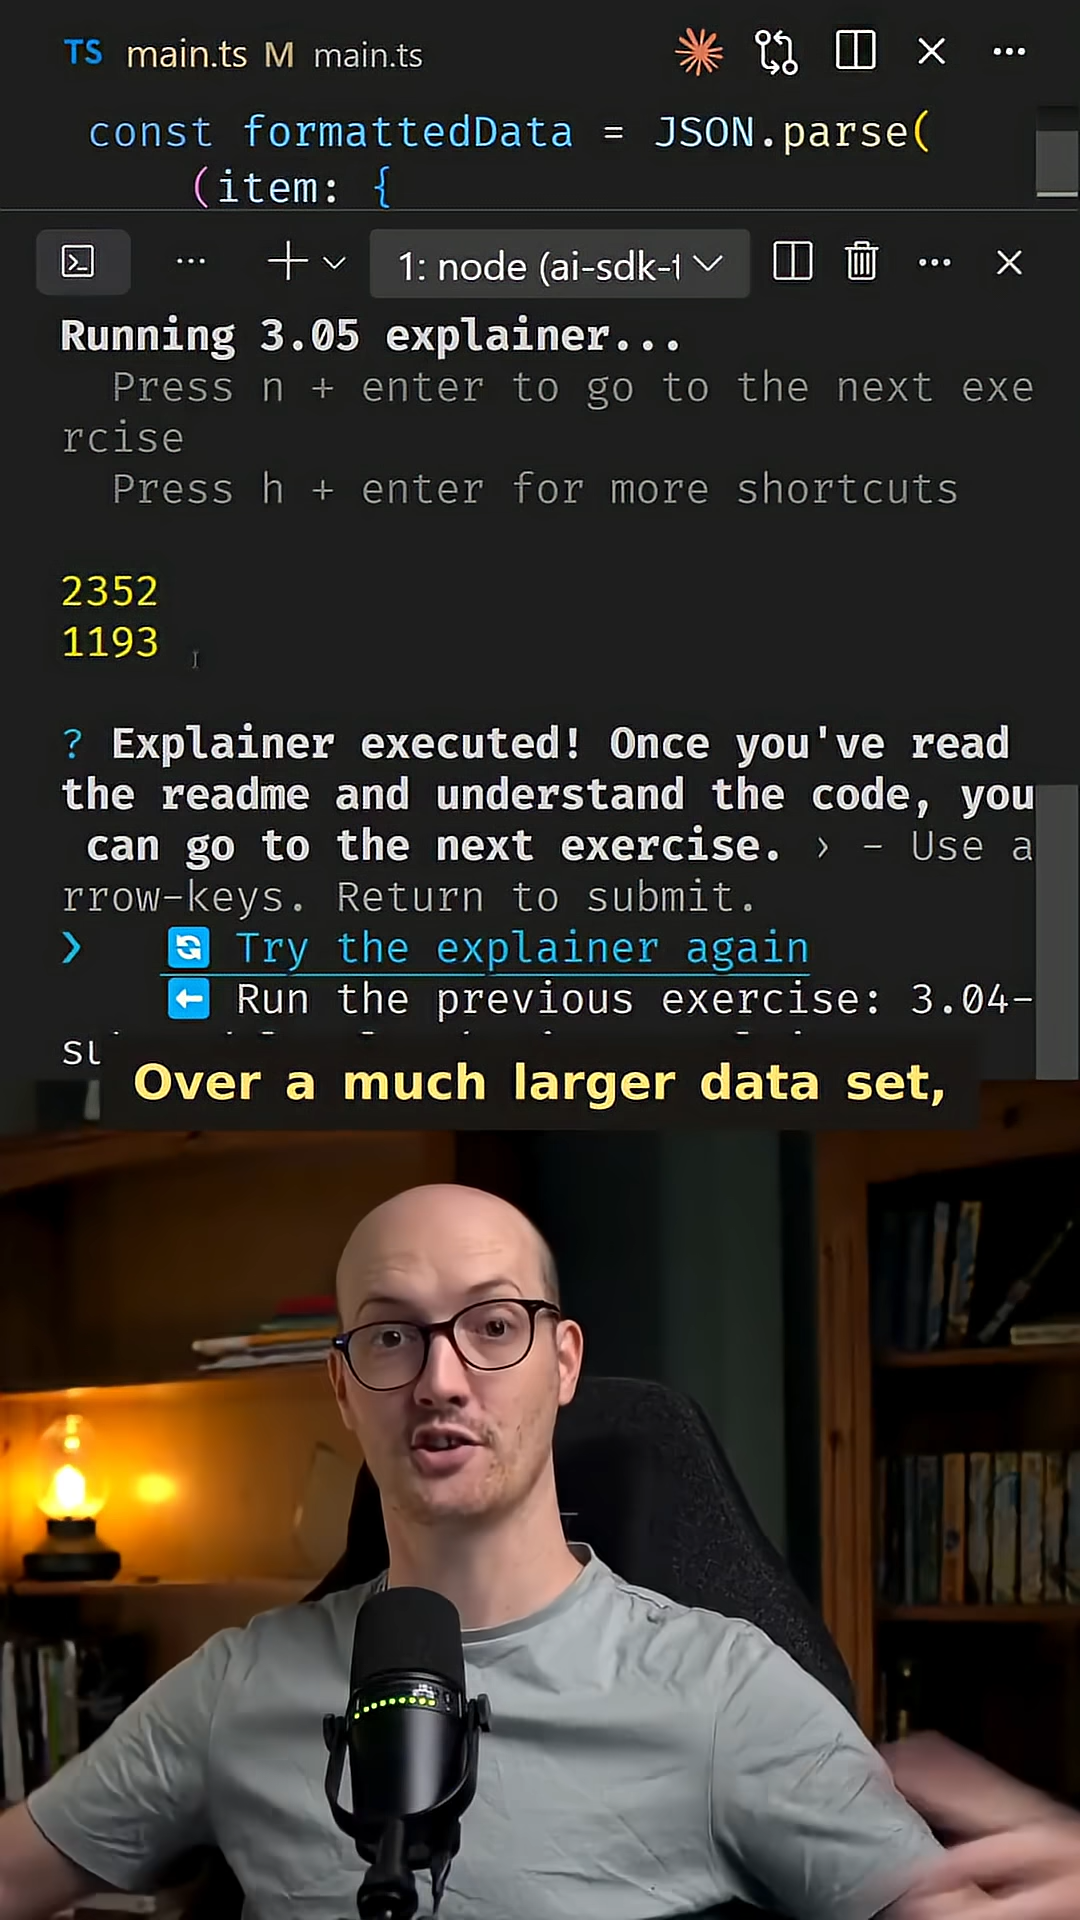 TS main.ts M main.ts
const formattedData = JSON.parse(
(item: {
1: node (ai-sdk-
Running 3.05 explainer...
Press n + enter to go to the next exe
rcise
Press h + enter for more shortcuts
2352
1193
? Explainer executed! Once you've read
the readme and understand the code, you
can go to the next exercise. › - Use a
rrow-keys. Return to submit.
❯ Try the explainer again
Run the previous exercise: 3.04-
Over a much larger data set,